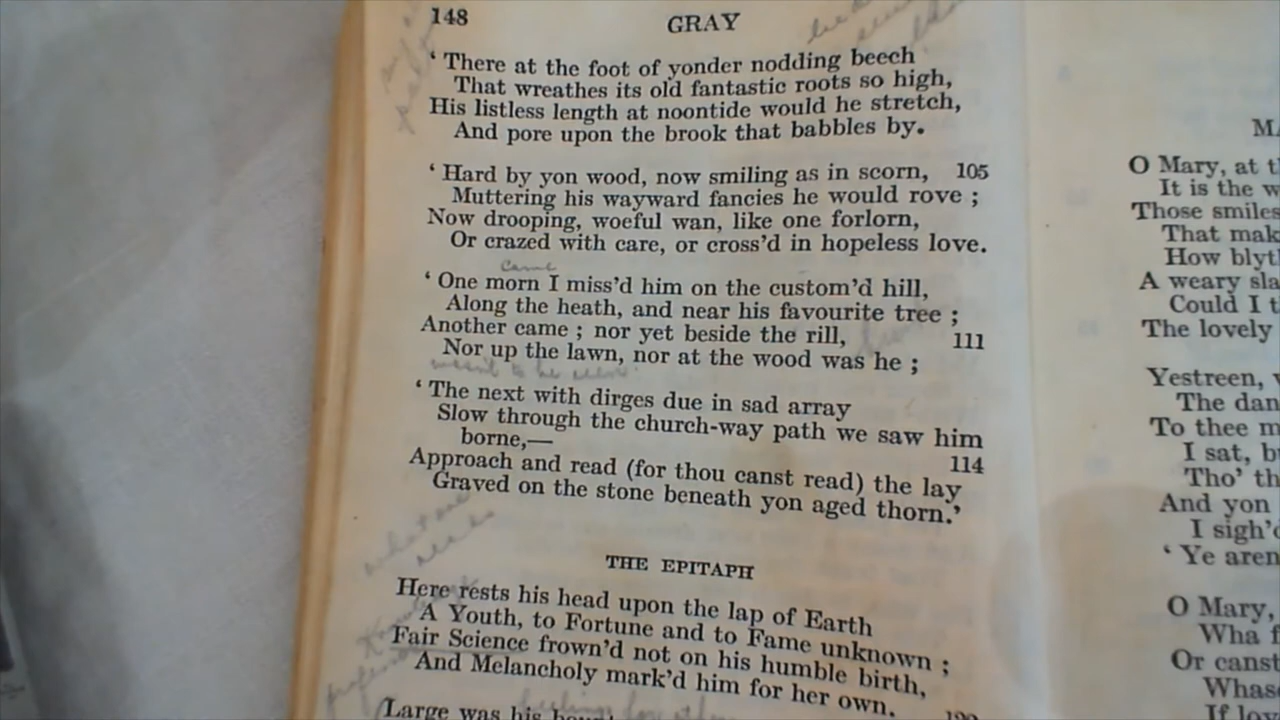 148
GRAY
‘ There at the foot of yonder nodding beech
That wreathes its old fantastic roots so high,
His listless length at noontide would he stretch,
And pore upon the brook that babbles by.
‘ Hard by yon wood, now smiling as in scorn, 105
Muttering his wayward fancies he would rove ;
Now drooping, woeful wan, like one forlorn,
Or crazed with care, or cross’d in hopeless love.
came
‘ One morn I miss’d him on the custom’d hill,
Along the heath, and near his favourite tree ;
Another came ; nor yet beside the rill, 111
Nor up the lawn, nor at the wood was he ;
‘ The next with dirges due in sad array
Slow through the church-way path we saw him
borne,—
114
Approach and read (for thou canst read) the lay
Graved on the stone beneath yon aged thorn.’
THE EPITAPH
Here rests his head upon the lap of Earth
A Youth, to Fortune and to Fame unknown ;
Fair Science frown’d not on his humble birth,
And Melancholy mark’d him for her own.
Large was his
O Mary, at
It is the
Those smiles
That
How
A weary
Could I
The lovely
Yestreen,
The
To thee
I sat,
Tho’
And yon
I
‘ Ye
O Mary,
Wha
Or
If